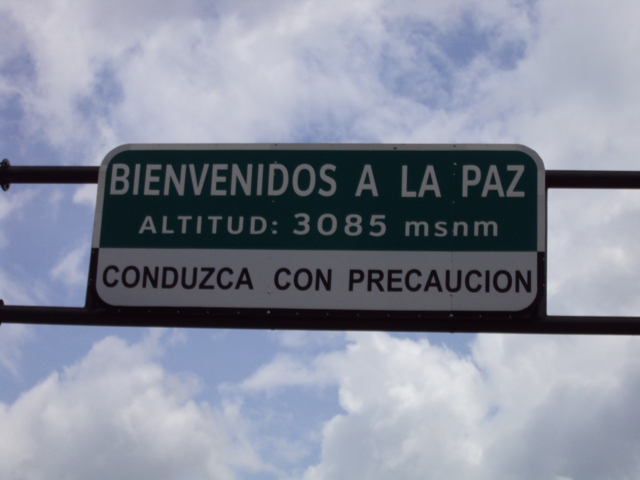 BIENVENIDOS A LA PAZ
ALTITUD: 3085 msnm
CONDUZCA CON PRECAUCION